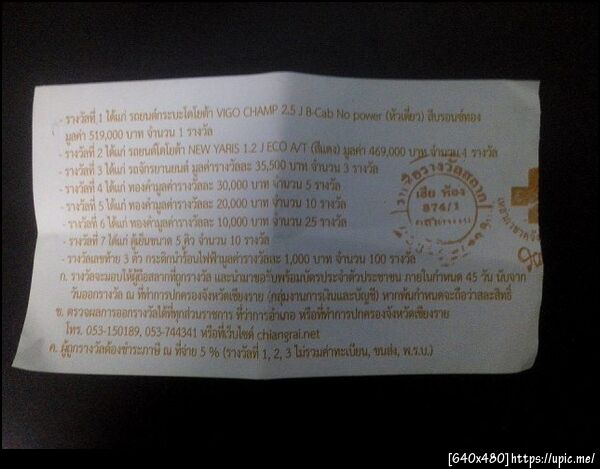 - รางวัลที่ 1 ได้แก่ รถยนต์กระบะโตโยต้า VIGO CHAMP 2.5 J B-Cab No power (หัวเดี่ยว) สีบรอนซ์ทอง
มูลค่า 519,000 บาท จำนวน 1 รางวัล
- รางวัลที่ 2 ได้แก่ รถยนต์โตโยต้า NEW YARIS 1.2 J ECO A/T (สีแดง) มูลค่า 469,000 บาท จำนวน 1 รางวัล
- รางวัลที่ 3 ได้แก่ รถจักรยานยนต์ มูลค่ารางวัลละ 35,500 บาท จำนวน 3 รางวัล
- รางวัลที่ 4 ได้แก่ ทองคำมูลค่ารางวัลละ 30,000 บาท จำนวน 5 รางวัล
- รางวัลที่ 5 ได้แก่ ทองคำมูลค่ารางวัลละ 20,000 บาท จำนวน 10 รางวัล
- รางวัลที่ 6 ได้แก่ ทองคำมูลค่ารางวัลละ 10,000 บาท จำนวน 25 รางวัล
- รางวัลที่ 7 ได้แก่ ตู้เย็นขนาด 5 คิว จำนวน 10 รางวัล
- รางวัลเลขท้าย 3 ตัว กระติกน้ำร้อนไฟฟ้ามูลค่ารางวัลละ 1,000 บาท จำนวน 100 รางวัล
ก. รางวัลจะมอบให้ผู้ถือสลากที่ถูกรางวัล และนำมาขอรับพร้อมบัตรประจำตัวประชาชน ภายในกำหนด 45 วัน นับจาก
วันออกรางวัล ณ ที่ทำการปกครองจังหวัดเชียงราย (กลุ่มงานการเงินและบัญชี) หากพ้นกำหนดจะถือว่าสละสิทธิ์
ข. ตรวจผลการออกรางวัลได้ที่ทุกส่วนราชการ ที่ว่าการอำเภอ หรือที่ทำการปกครองจังหวัดเชียงราย
โทร. 053-150189, 053-744341 หรือที่เว็บไซต์ chiangrai.net
ค. ผู้ถูกรางวัลต้องชำระภาษี ณ ที่จ่าย 5 % (รางวัลที่ 1, 2, 3 ไม่รวมค่าทะเบียน, ขนส่ง, พ.ร.บ.)
รับซื้อรางวัลสลาก
เฮีย ห้อง
874/1
[640x480]https://upic.me/